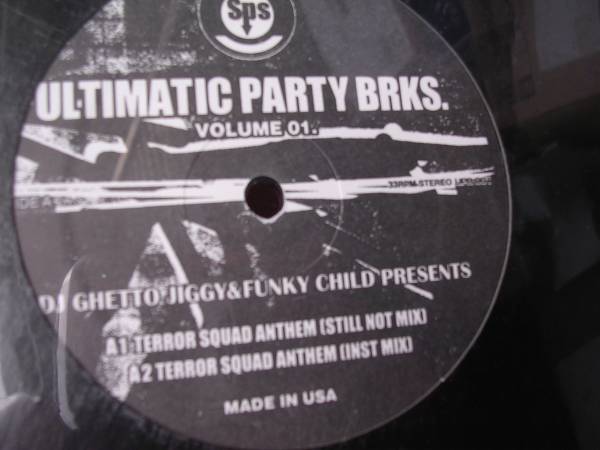 Sps
ULTIMATIC PARTY BRKS.
VOLUME 01.
33RPM STEREO
DJ GHETTO JIGGY&FUNKY CHILD PRESENTS
A1 TERROR SQUAD ANTHEM (STILL NOT MIX)
A2 TERROR SQUAD ANTHEM (INST MIX)
MADE IN USA